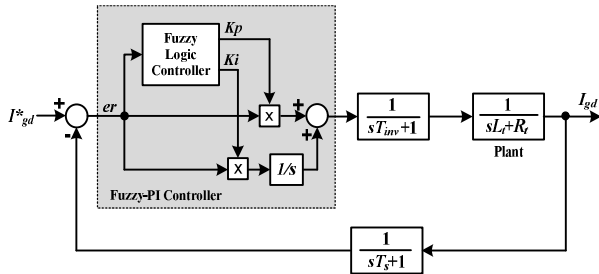 Fuzzy
Logic
Controller
Kp
Ki
I*gd
+
-
er
x
+
+
x
1/s
Fuzzy-PI Controller
1
sTinv+1
1
sLt+Rt
Plant
Igd
1
sTs+1